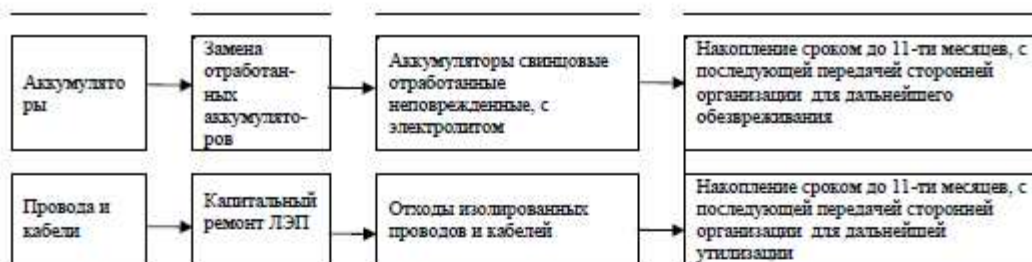 Аккумулято
ры
Замена
отработан-
ных
аккумулято-
ров
Аккумуляторы свинцовые
отработанные
неповрежденные, с
электролитом
Накопление сроком до 11-ти месяцев, с
последующей передачей сторонней
организации для дальнейшего
обезвреживания
Провода и
кабели
Капитальный
ремонт ЛЭП
Отходы изолированных
проводов и кабелей
Накопление сроком до 11-ти месяцев, с
последующей передачей сторонней
организации для дальнейшей
утилизации